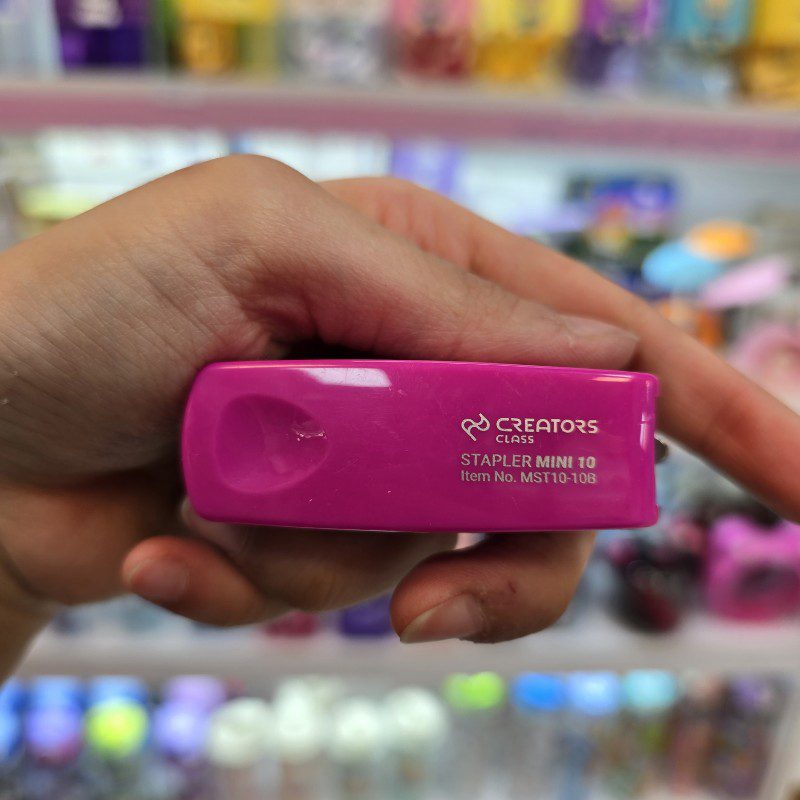 CREATORS
CLASS
STAPLER MINI 10
Item No. MST10-10B